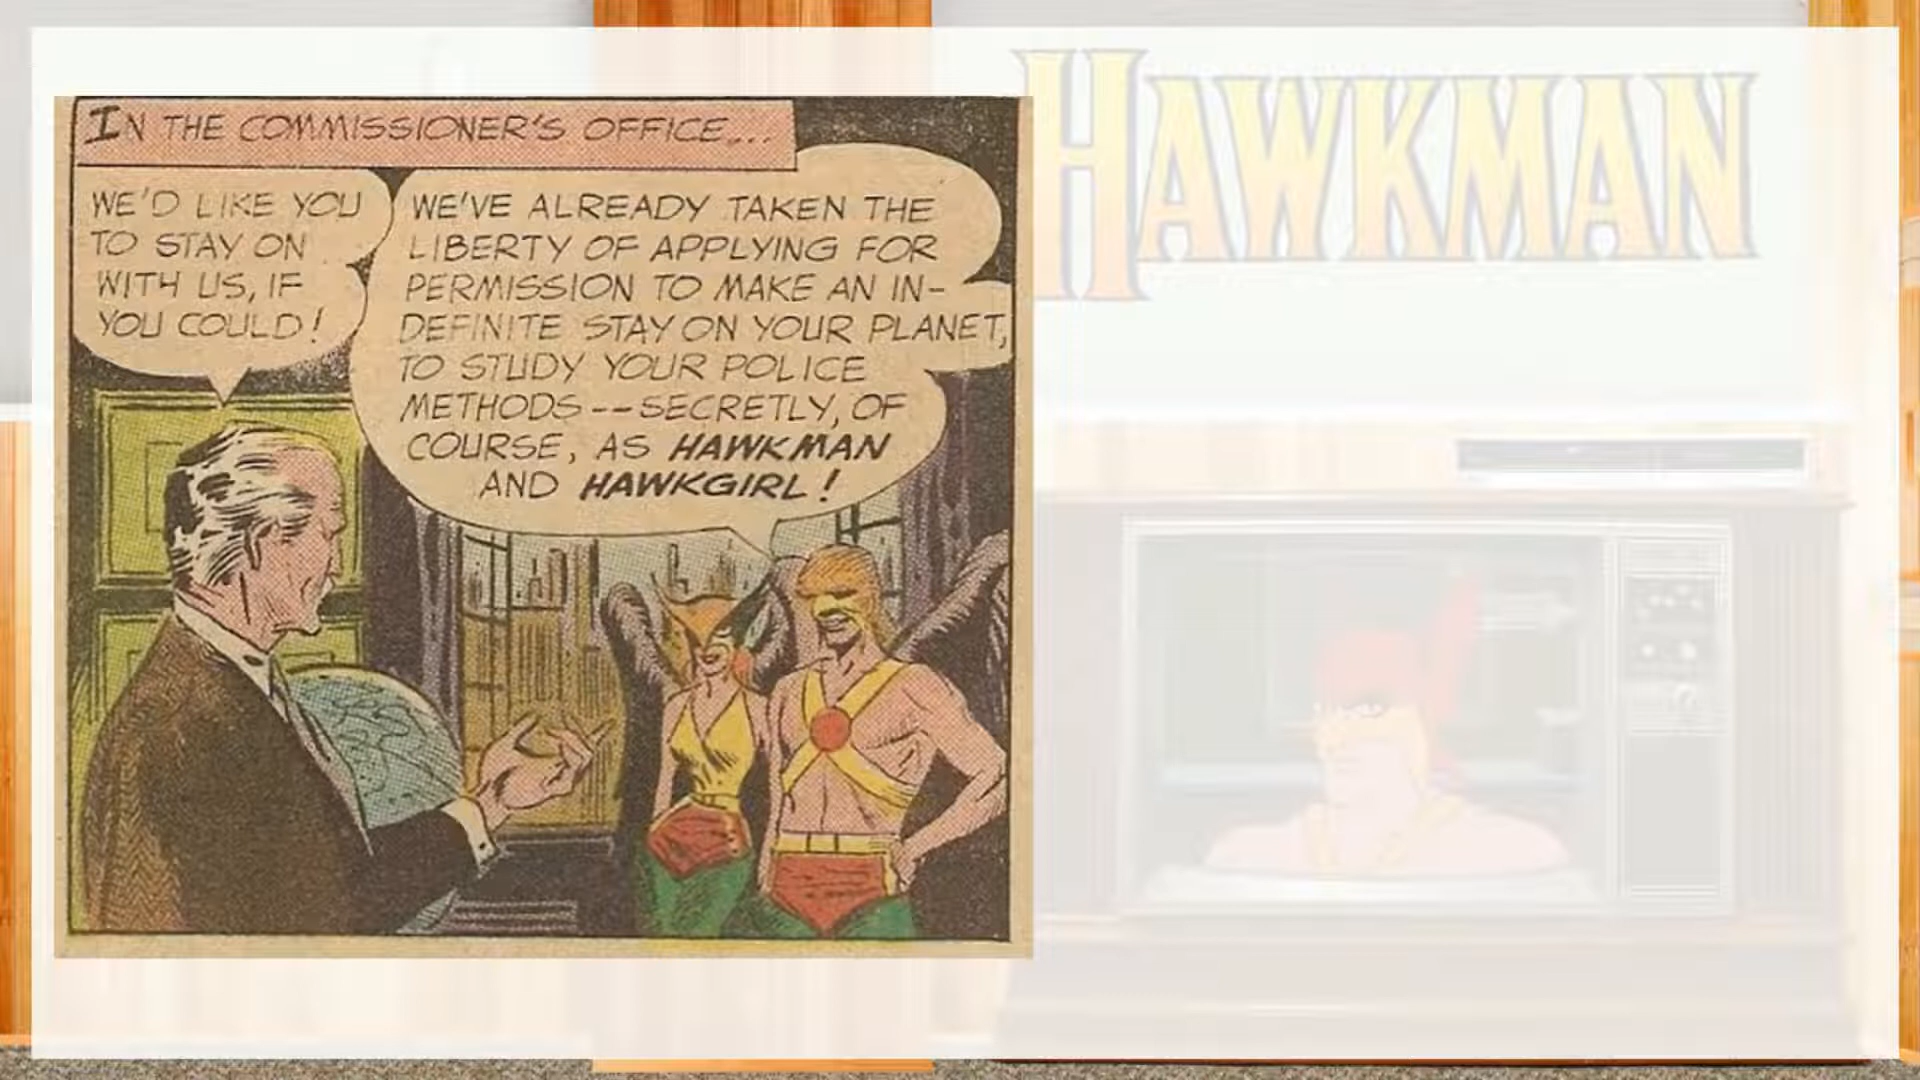 IN THE COMMISSIONER'S OFFICE...
WE'D LIKE YOU
TO STAY ON
WITH US, IF
YOU COULD!
WE'VE ALREADY TAKEN THE
LIBERTY OF APPLYING FOR
PERMISSION TO MAKE AN IN-
DEFINITE STAY ON YOUR PLANET,
TO STUDY YOUR POLICE
METHODS--SECRETLY, OF
COURSE, AS HAWKMAN
AND HAWKGIRL!
HAWKMAN